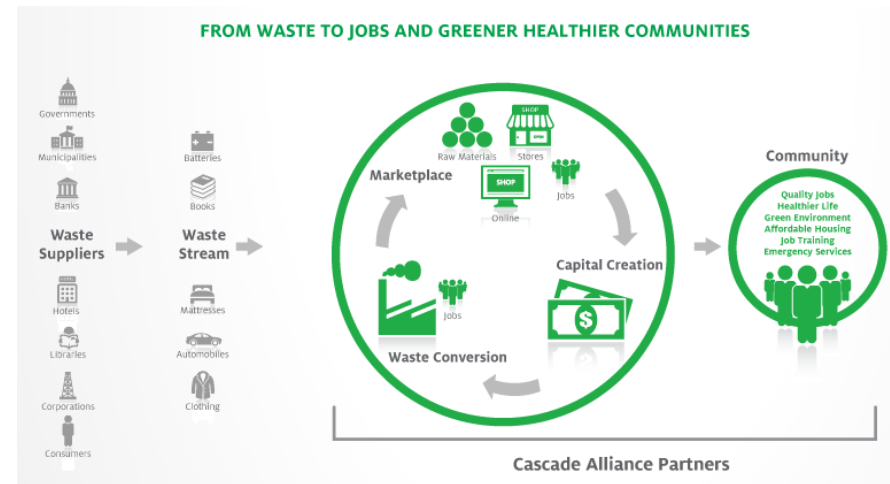 FROM WASTE TO JOBS AND GREENER HEALTHIER COMMUNITIES
Governments
Municipalities
Banks
Waste
Suppliers
Hotels
Libraries
Corporations
Consumers
Batteries
Books
Waste
Stream
Mattresses
Automobiles
Clothing
SHOP
OPEN
Raw Materials
Stores
Marketplace
SHOP
Online
Jobs
Capital Creation
$
Jobs
Waste Conversion
Community
Quality Jobs
Healthier Life
Green Environment
Affordable Housing
Job Training
Emergency Services
Cascade Alliance Partners